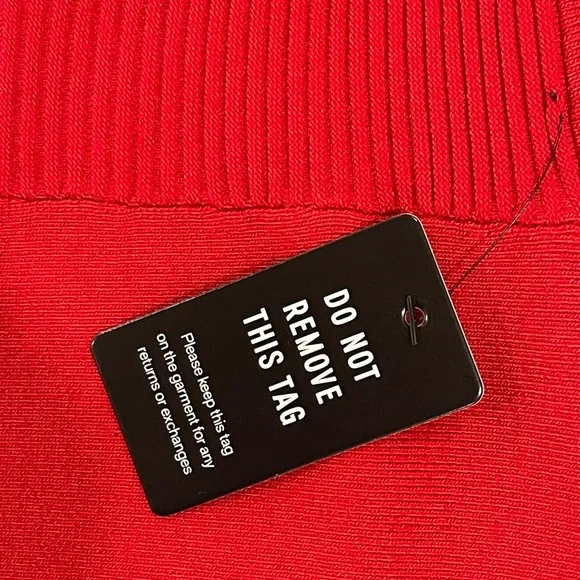 DO NOT
REMOVE
THIS TAG
Please keep this tag
on the garment for any
returns or exchanges